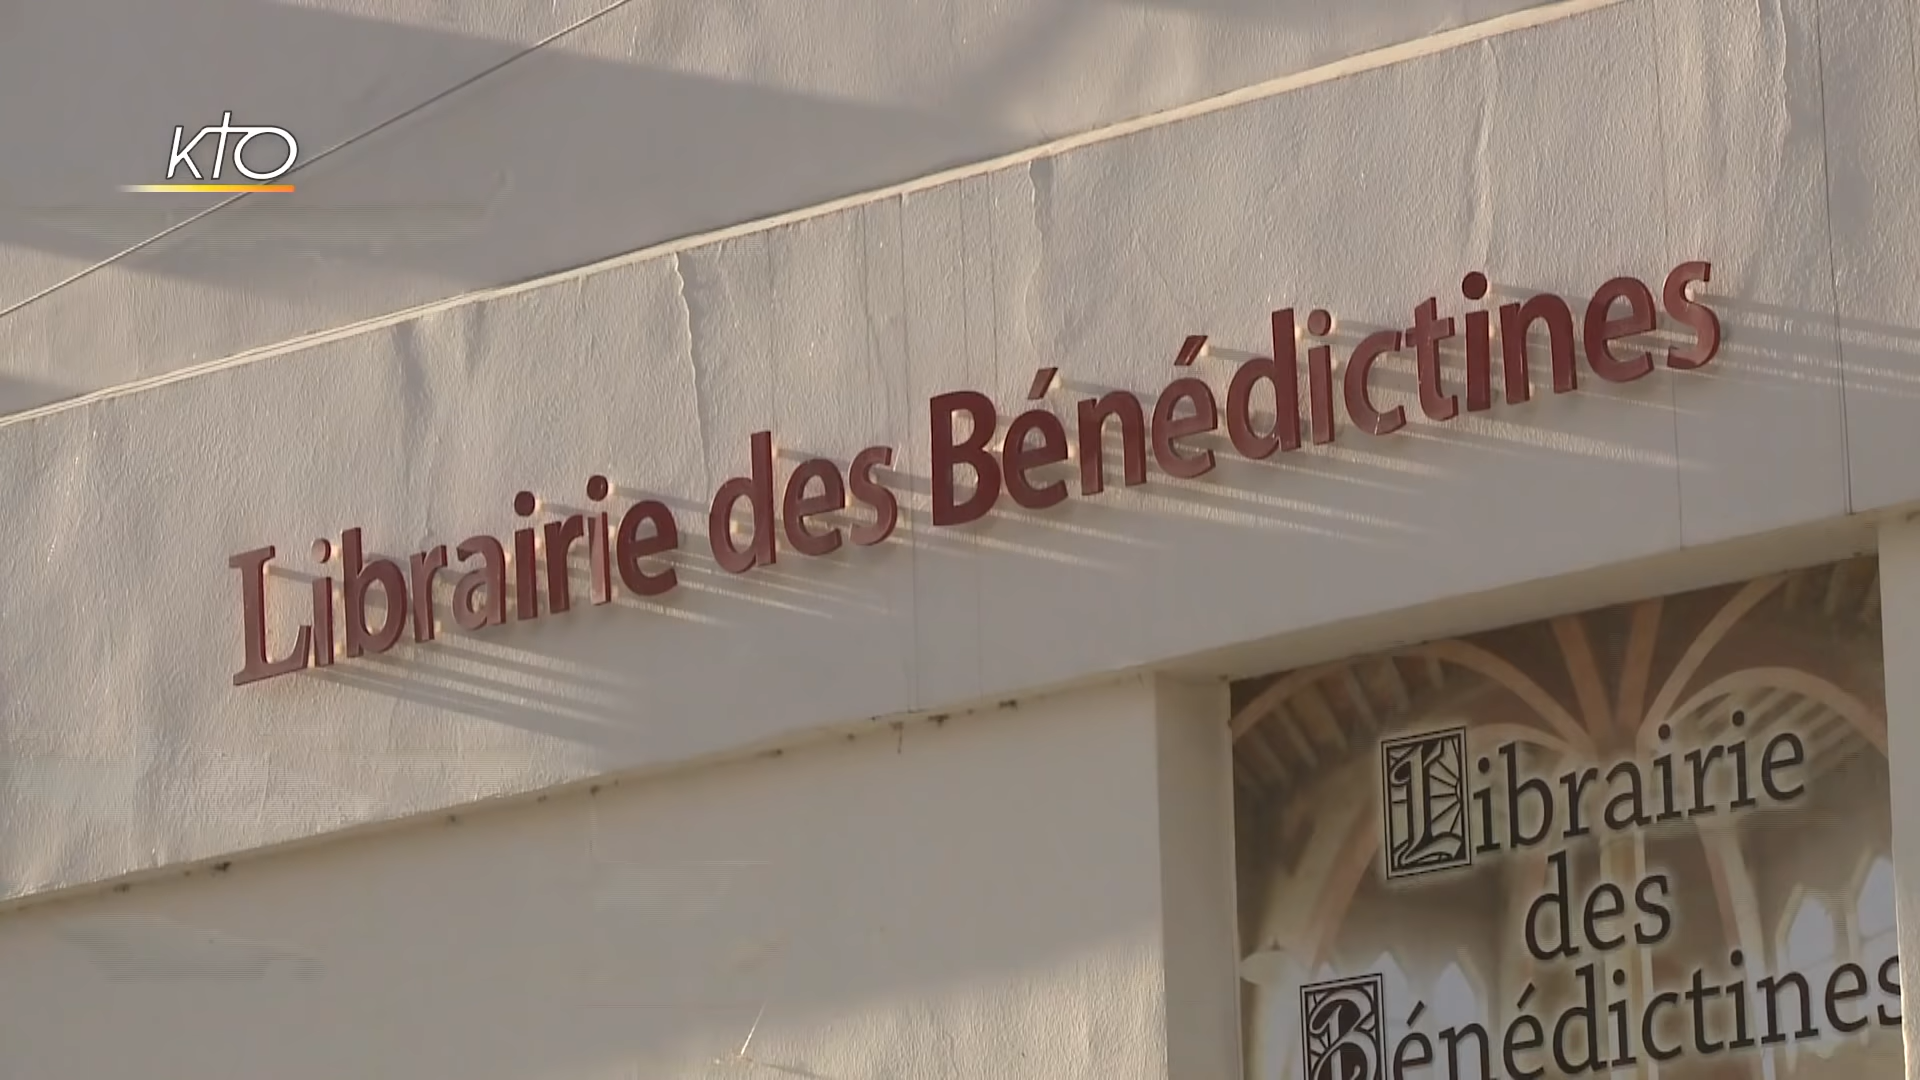 KTO
Librairie des Bénédictines
Librairie
des
Bénédictines